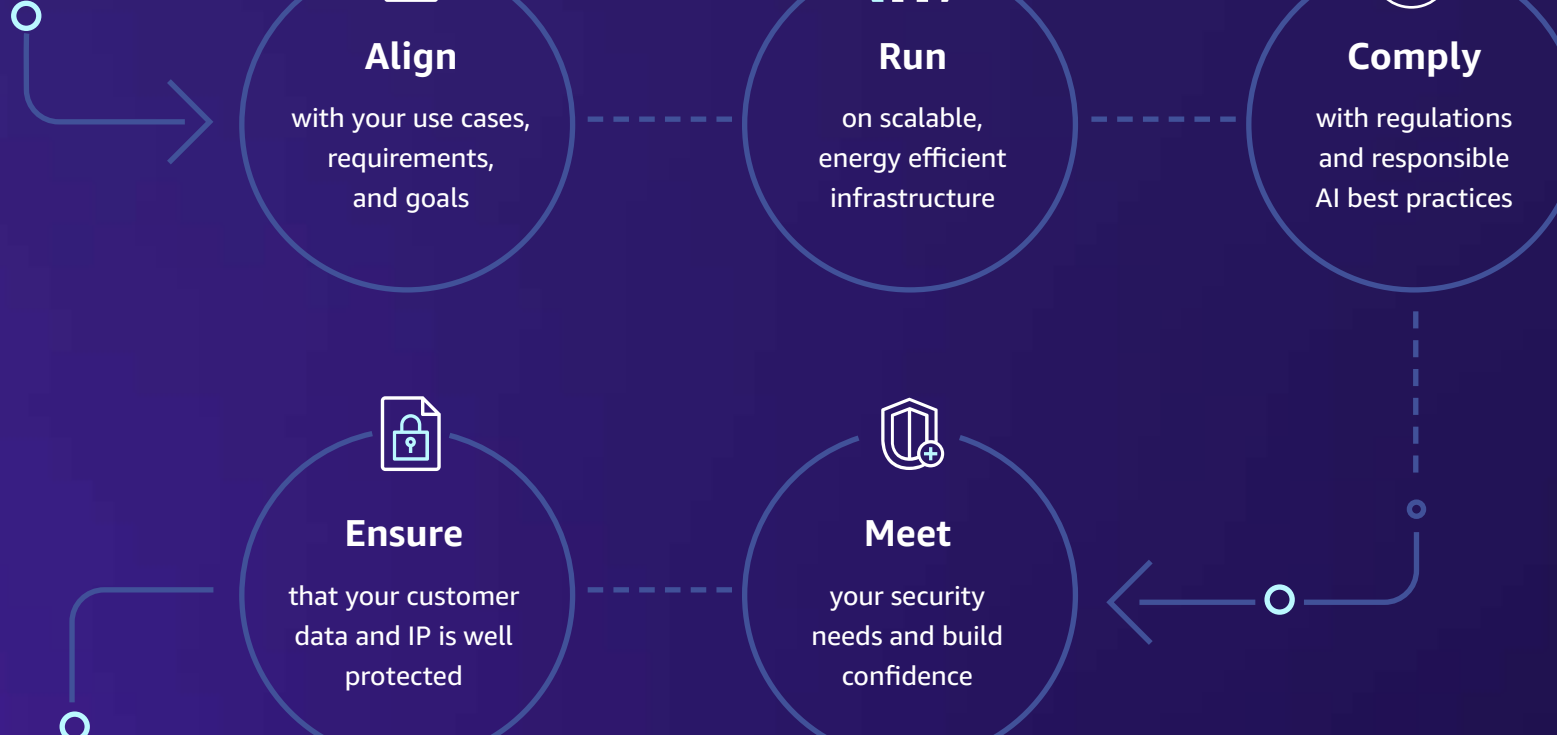 Align
with your use cases,
requirements,
and goals
Run
on scalable,
energy efficient
infrastructure
Comply
with regulations
and responsible
AI best practices
Ensure
that your customer
data and IP is well
protected
Meet
your security
needs and build
confidence